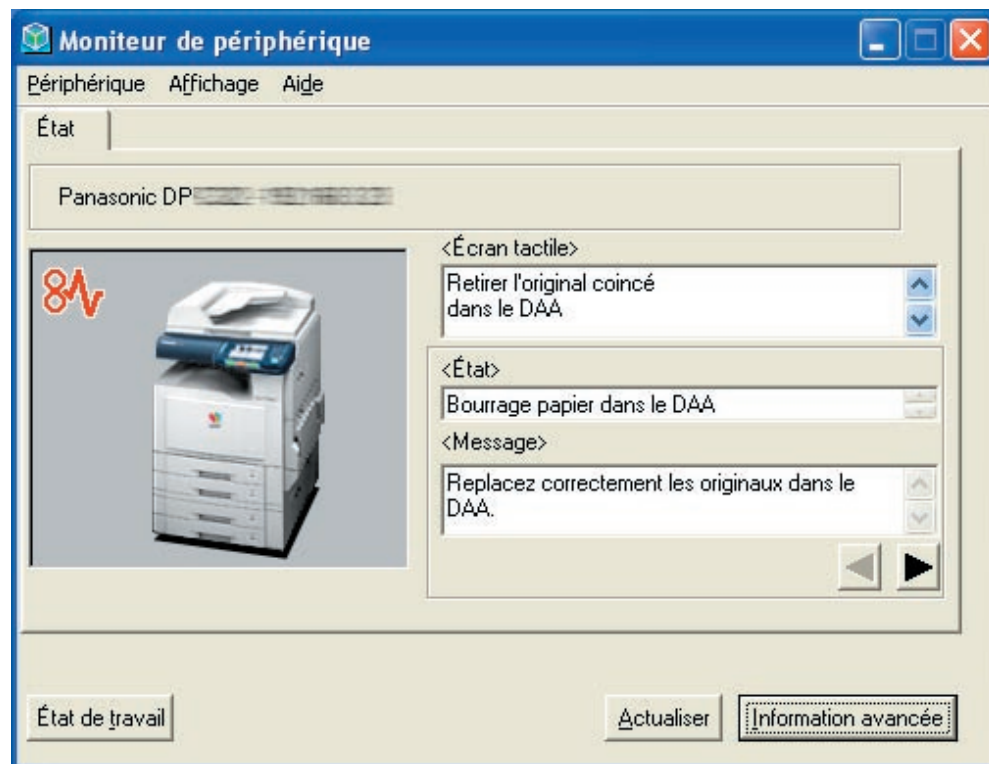 Moniteur de périphérique
Périphérique Affichage Aide
État
Panasonic DP
<Écran tactile>
Retirer l'original coincé
dans le DAA
<État>
Bourrage papier dans le DAA
<Message>
Replacez correctement les originaux dans le
DAA.
État de travail Actualiser Information avancée